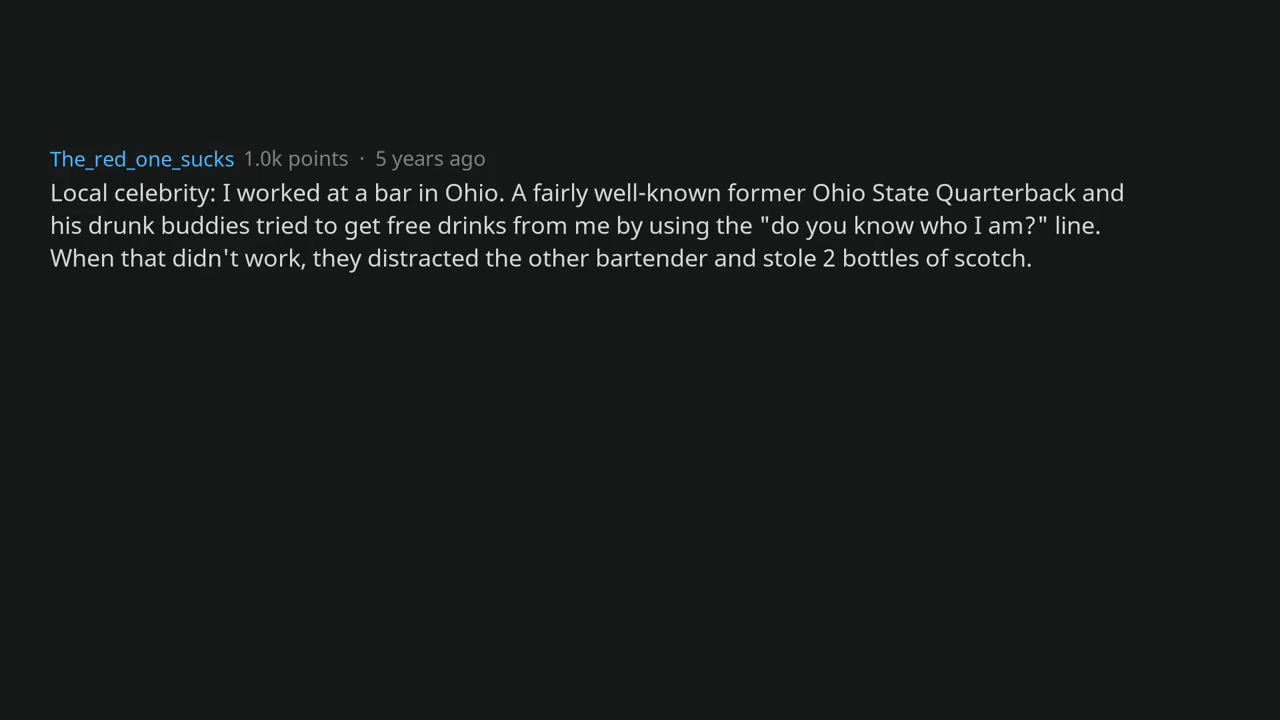 The_red_one_sucks 1.0k points · 5 years ago
Local celebrity: I worked at a bar in Ohio. A fairly well-known former Ohio State Quarterback and
his drunk buddies tried to get free drinks from me by using the "do you know who I am?" line.
When that didn't work, they distracted the other bartender and stole 2 bottles of scotch.